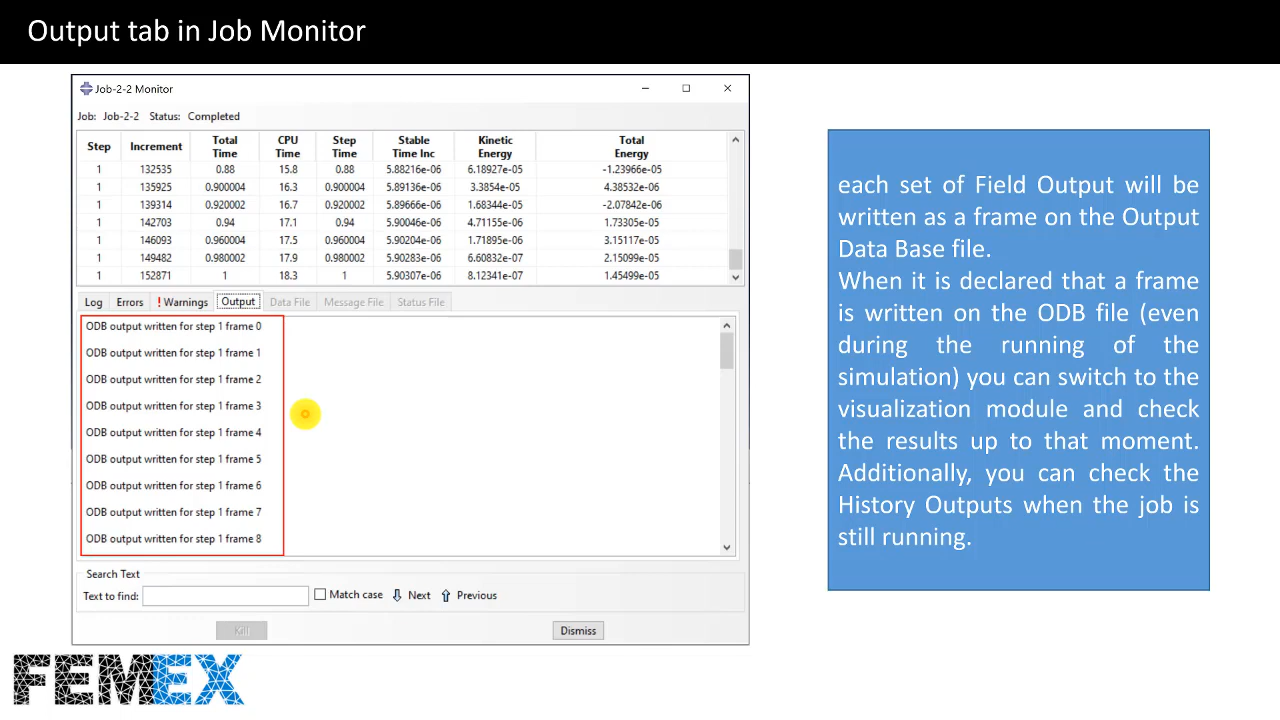 Output tab in Job Monitor
Job-2-2 Monitor
Job: Job-2-2 Status: Completed
Step Increment Total Time CPU Time Step Time Stable Time Inc Kinetic Energy Total Energy
1 132535 0.88 15.8 0.88 5.88216e-06 6.18927e-05 -1.23966e-05
1 135925 0.900004 16.3 0.900004 5.89136e-06 3.3854e-05 4.38532e-06
1 139314 0.920002 16.7 0.920002 5.89666e-06 1.68344e-05 -2.07842e-06
1 142703 0.94 17.1 0.94 5.90046e-06 4.71155e-06 1.73305e-05
1 146093 0.960004 17.5 0.960004 5.90204e-06 1.71895e-06 3.15117e-05
1 149482 0.980002 17.9 0.980002 5.90283e-06 6.60832e-07 2.15099e-05
1 152871 1 18.3 1 5.90307e-06 8.12341e-07 1.45499e-05
Log Errors ! Warnings Output Data File Message File Status File
ODB output written for step 1 frame 0
ODB output written for step 1 frame 1
ODB output written for step 1 frame 2
ODB output written for step 1 frame 3
ODB output written for step 1 frame 4
ODB output written for step 1 frame 5
ODB output written for step 1 frame 6
ODB output written for step 1 frame 7
ODB output written for step 1 frame 8
Search Text
Text to find: Match case Next Previous
Kill Dismiss
each set of Field Output will be
written as a frame on the Output
Data Base file.
When it is declared that a frame
is written on the ODB file (even
during the running of the
simulation) you can switch to the
visualization module and check
the results up to that moment.
Additionally, you can check the
History Outputs when the job is
still running.
FEMEX